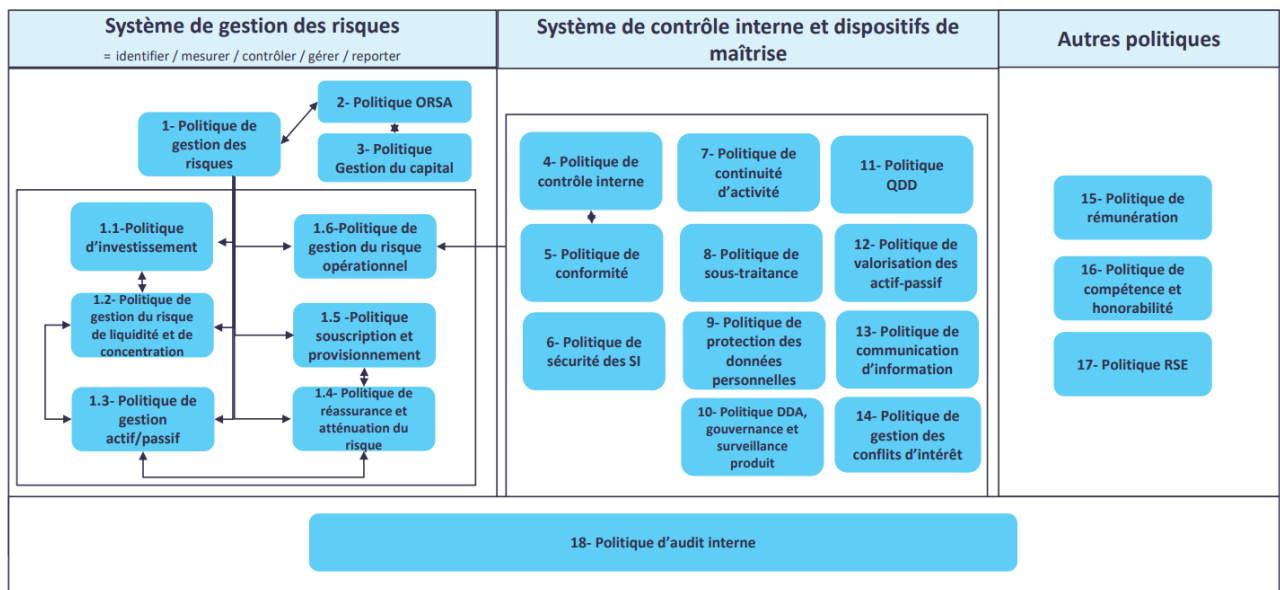 Système de gestion des risques
= identifier / mesurer / contrôler / gérer / reporter
Système de contrôle interne et dispositifs de
maîtrise
Autres politiques
1- Politique de
gestion des
risques
2- Politique ORSA
3- Politique
Gestion du capital
1.1-Politique
d’investissement
1.2- Politique de
gestion du risque
de liquidité et de
concentration
1.3- Politique de
gestion
actif/passif
1.6-Politique de
gestion du risque
opérationnel
1.5 -Politique
souscription et
provisionnement
1.4- Politique de
réassurance et
atténuation du
risque
4- Politique de
contrôle interne
5- Politique de
conformité
6- Politique de
sécurité des SI
7- Politique de
continuité
d’activité
8- Politique de
sous-traitance
9- Politique de
protection des
données
personnelles
10- Politique DDA,
gouvernance et
surveillance
produit
11- Politique
QDD
12- Politique de
valorisation des
actif-passif
13- Politique de
communication
d’information
14- Politique de
gestion des
conflits d’intérêt
15- Politique de
rémunération
16- Politique de
compétence et
honorabilité
17- Politique RSE
18- Politique d’audit interne